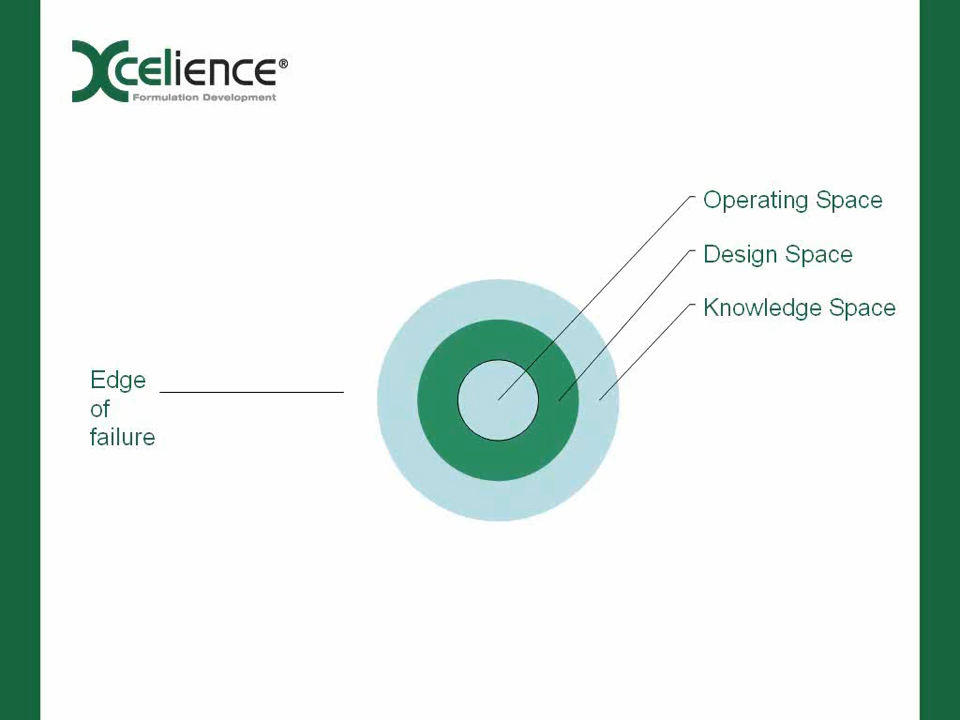 Xcelience®
Formulation Development
Operating Space
Design Space
Knowledge Space
Edge
of
failure